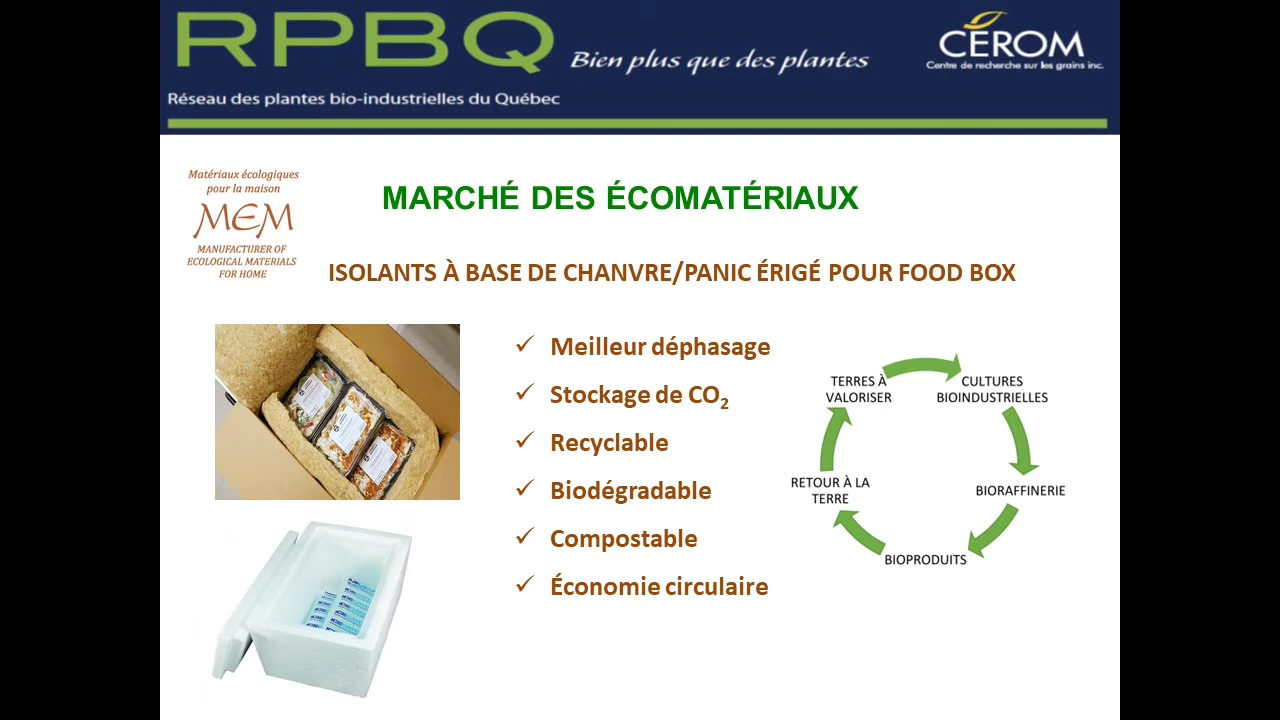 RPBQ
Bien plus que des plantes
CÉROM
Centre de recherche sur les grains inc.
Réseau des plantes bio-industrielles du Québec
Matériaux écologiques
pour la maison
MEM
MANUFACTURER OF
ECOLOGICAL MATERIALS
FOR HOME
MARCHÉ DES ÉCOMATÉRIAUX
ISOLANTS À BASE DE CHANVRE/PANIC ÉRIGÉ POUR FOOD BOX
✓ Meilleur déphasage
✓ Stockage de CO₂
✓ Recyclable
✓ Biodégradable
✓ Compostable
✓ Économie circulaire
TERRES À
VALORISER
CULTURES
BIOINDUSTRIELLES
BIORAFFINERIE
BIOPRODUITS
RETOUR À LA
TERRE